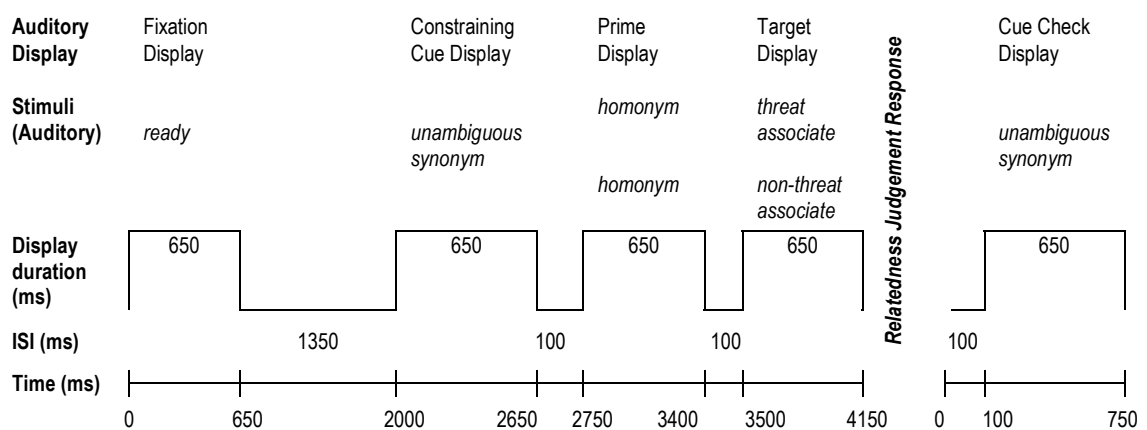 Auditory Fixation Constraining Prime Target Cue Check
Display Display Cue Display Display Display Display
Stimuli homonym threat
(Auditory) ready unambiguous associate unambiguous
synonym synonym
homonym non-threat
associate
Relatedness Judgement Response
Display 650 650 650 650 650
duration
(ms)
ISI (ms) 1350 100 100 100
Time (ms)
0 650 2000 2650 2750 3400 3500 4150 0 100 750